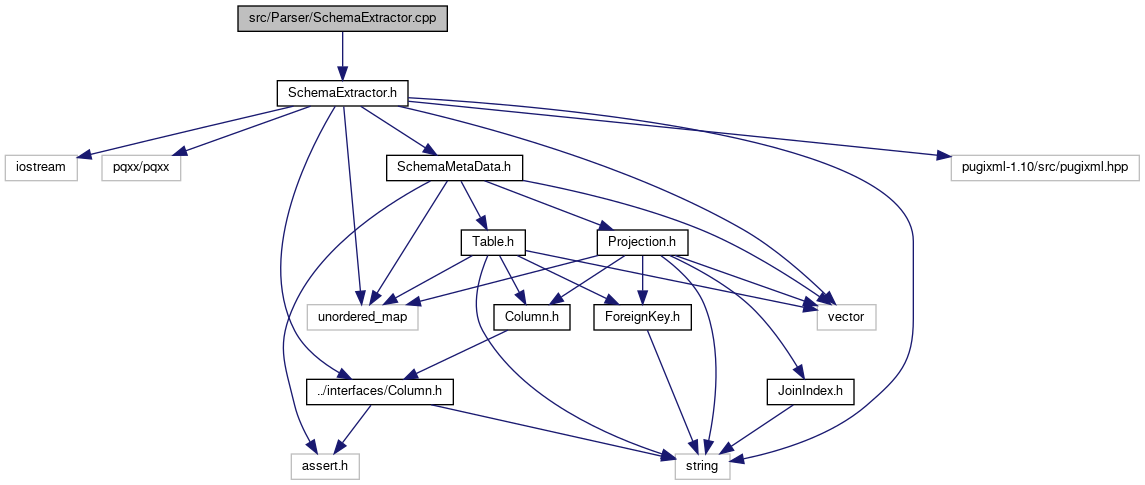 src/Parser/SchemaExtractor.cpp
SchemaExtractor.h
iostream
pqxx/pqxx
SchemaMetaData.h
pugixml-1.10/src/pugixml.hpp
Table.h
Projection.h
unordered_map
Column.h
ForeignKey.h
vector
../interfaces/Column.h
JoinIndex.h
assert.h
string